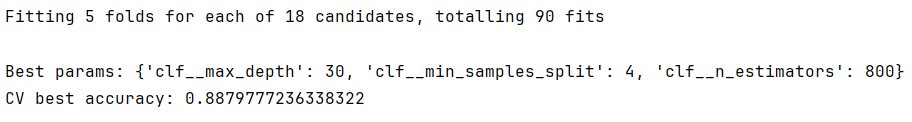 Fitting 5 folds for each of 18 candidates, totalling 90 fits
Best params: {'clf__max_depth': 30, 'clf__min_samples_split': 4, 'clf__n_estimators': 800}
CV best accuracy: 0.8879777236338322